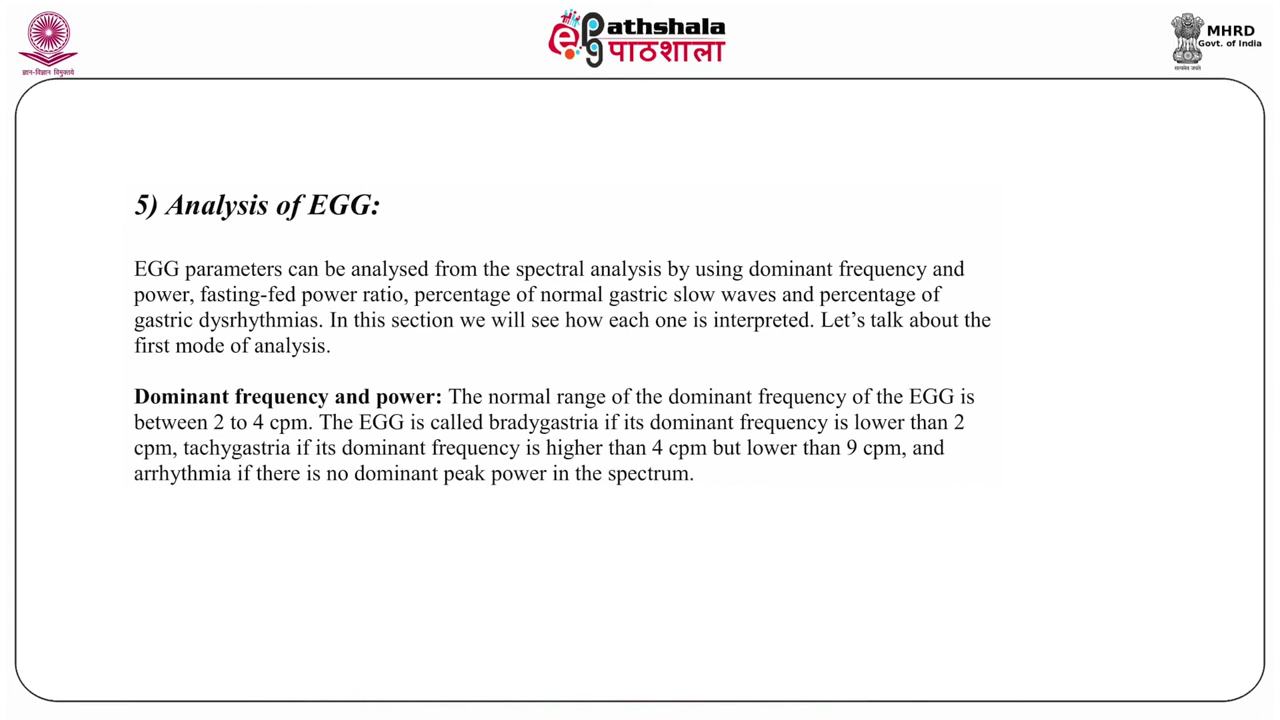 ज्ञान-विज्ञान विमुक्तये
ePG
athshala
पाठशाला
MHRD
Govt. of India
सत्यमेव जयते
5) Analysis of EGG:
EGG parameters can be analysed from the spectral analysis by using dominant frequency and
power, fasting-fed power ratio, percentage of normal gastric slow waves and percentage of
gastric dysrhythmias. In this section we will see how each one is interpreted. Let’s talk about the
first mode of analysis.
Dominant frequency and power: The normal range of the dominant frequency of the EGG is
between 2 to 4 cpm. The EGG is called bradygastria if its dominant frequency is lower than 2
cpm, tachygastria if its dominant frequency is higher than 4 cpm but lower than 9 cpm, and
arrhythmia if there is no dominant peak power in the spectrum.